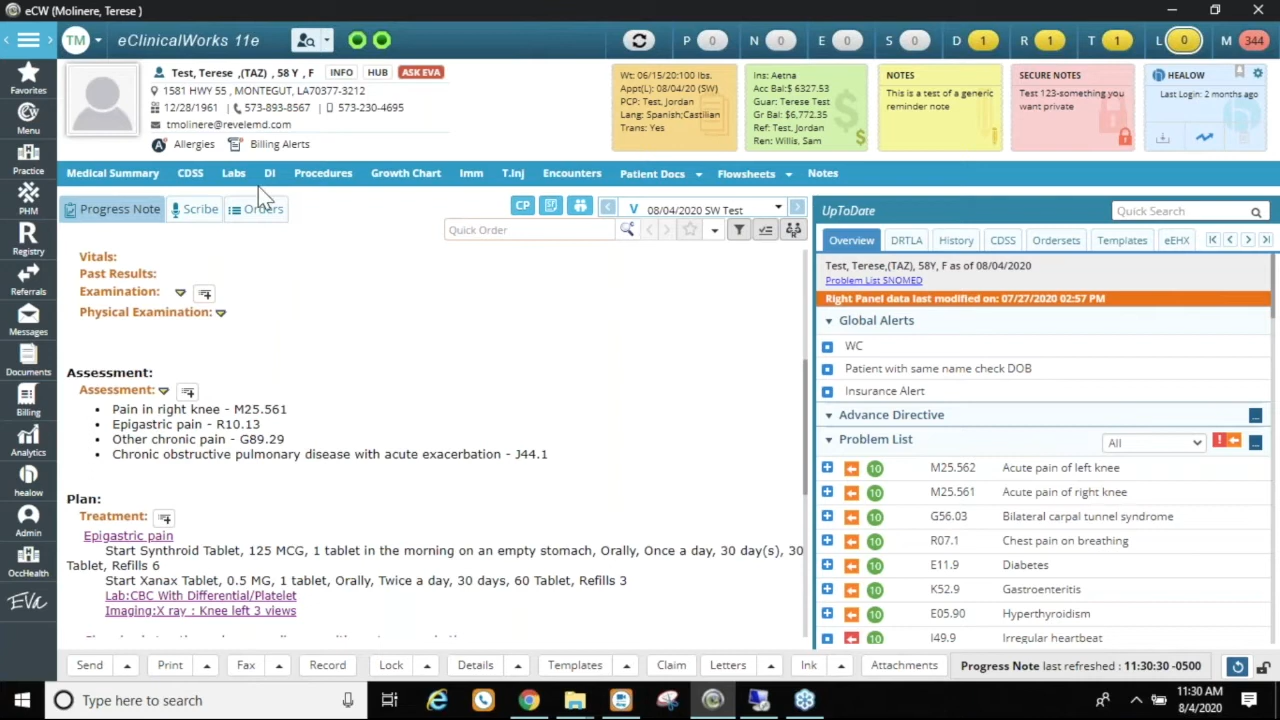 eCW (Molinere, Terese )
TM
eClinicalWorks 11e
P 0 N 0 E 0 S 0 D 1 R 1 T 1 L 0 M 344
Test, Terese ,(TAZ) , 58 Y , F INFO HUB ASK EVA
1581 HWY 55 , MONTEGUT, LA70377-3212
12/28/1961 573-893-8567 573-230-4695
tmolinere@revelemd.com
Allergies Billing Alerts
Wt: 06/15/20:100 lbs.
Appt(L): 08/04/20 (SW)
PCP: Test, Jordan
Lang: Spanish;Castilian
Trans: Yes
Ins: Aetna
Acc Bal:$ 6327.53
Guar: Terese Test
Gr Bal: $6,772.35
Ref: Test, Jordan
Ren: Willis, Sam
NOTES
This is a test of a generic
reminder note
SECURE NOTES
Test 123-something you
want private
HEALOW
Last Login: 2 months ago
Favorites
Menu
Practice
PHM
Registry
Referrals
Messages
Documents
Billing
Analytics
healow
Admin
OccHealth
EVA
Medical Summary CDSS Labs DI Procedures Growth Chart Imm T.Inj Encounters Patient Docs Flowsheets Notes
Progress Note Scribe Orders
CP V 08/04/2020 SW Test
Quick Order
Vitals:
Past Results:
Examination:
Physical Examination:
Assessment:
Assessment:
• Pain in right knee - M25.561
• Epigastric pain - R10.13
• Other chronic pain - G89.29
• Chronic obstructive pulmonary disease with acute exacerbation - J44.1
Plan:
Treatment:
Epigastric pain
Start Synthroid Tablet, 125 MCG, 1 tablet in the morning on an empty stomach, Orally, Once a day, 30 day(s), 30
Tablet, Refills 6
Start Xanax Tablet, 0.5 MG, 1 tablet, Orally, Twice a day, 30 days, 60 Tablet, Refills 3
Lab:CBC With Differential/Platelet
Imaging:X ray : Knee left 3 views
UpToDate Quick Search
Overview DRTLA History CDSS Ordersets Templates eEHX
Test, Terese,(TAZ), 58Y, F as of 08/04/2020
Problem List SNOMED
Right Panel data last modified on: 07/27/2020 02:57 PM
Global Alerts
WC
Patient with same name check DOB
Insurance Alert
Advance Directive
Problem List All
10 M25.562 Acute pain of left knee
10 M25.561 Acute pain of right knee
10 G56.03 Bilateral carpal tunnel syndrome
10 R07.1 Chest pain on breathing
10 E11.9 Diabetes
10 K52.9 Gastroenteritis
10 E05.90 Hyperthyroidism
10 I49.9 Irregular heartbeat
Send Print Fax Record Lock Details Templates Claim Letters Ink Attachments Progress Note last refreshed : 11:30:30 -0500
Type here to search
11:30 AM
8/4/2020